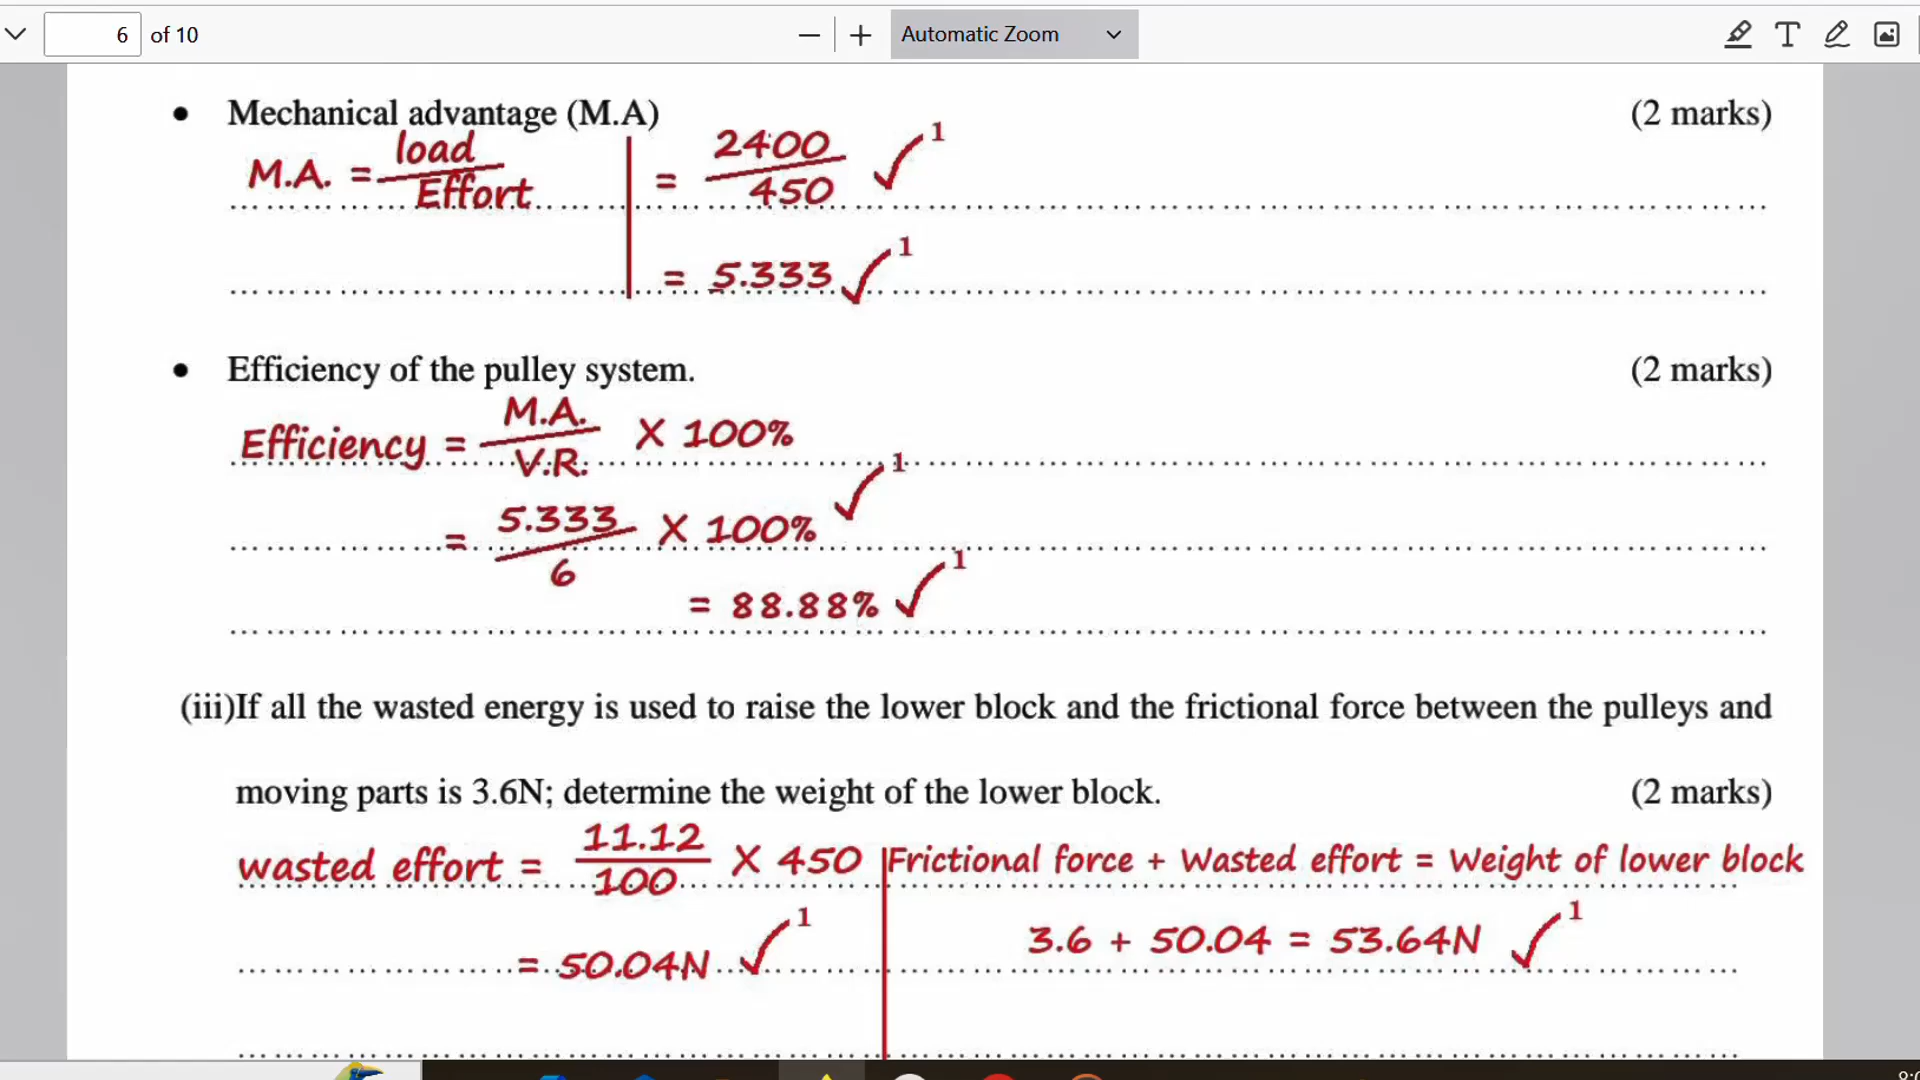 6 of 10
Automatic Zoom
• Mechanical advantage (M.A) (2 marks)
M.A. = load / Effort = 2400 / 450 ✓1
= 5.333 ✓1
• Efficiency of the pulley system. (2 marks)
Efficiency = M.A. / V.R. X 100%
= 5.333 / 6 X 100% ✓1
= 88.88% ✓1
(iii)If all the wasted energy is used to raise the lower block and the frictional force between the pulleys and
moving parts is 3.6N; determine the weight of the lower block. (2 marks)
wasted effort = 11.12 / 100 X 450
= 50.04N ✓1
Frictional force + Wasted effort = Weight of lower block
3.6 + 50.04 = 53.64N ✓1